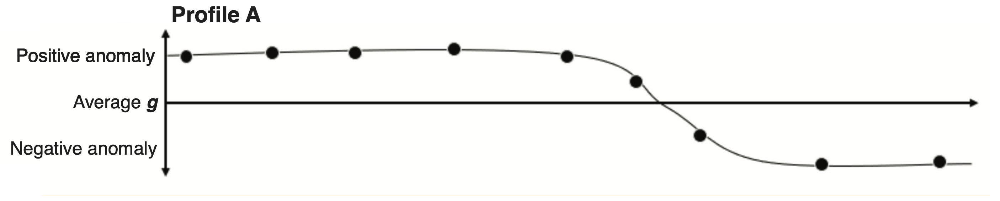 Profile A
Positive anomaly
Average g
Negative anomaly